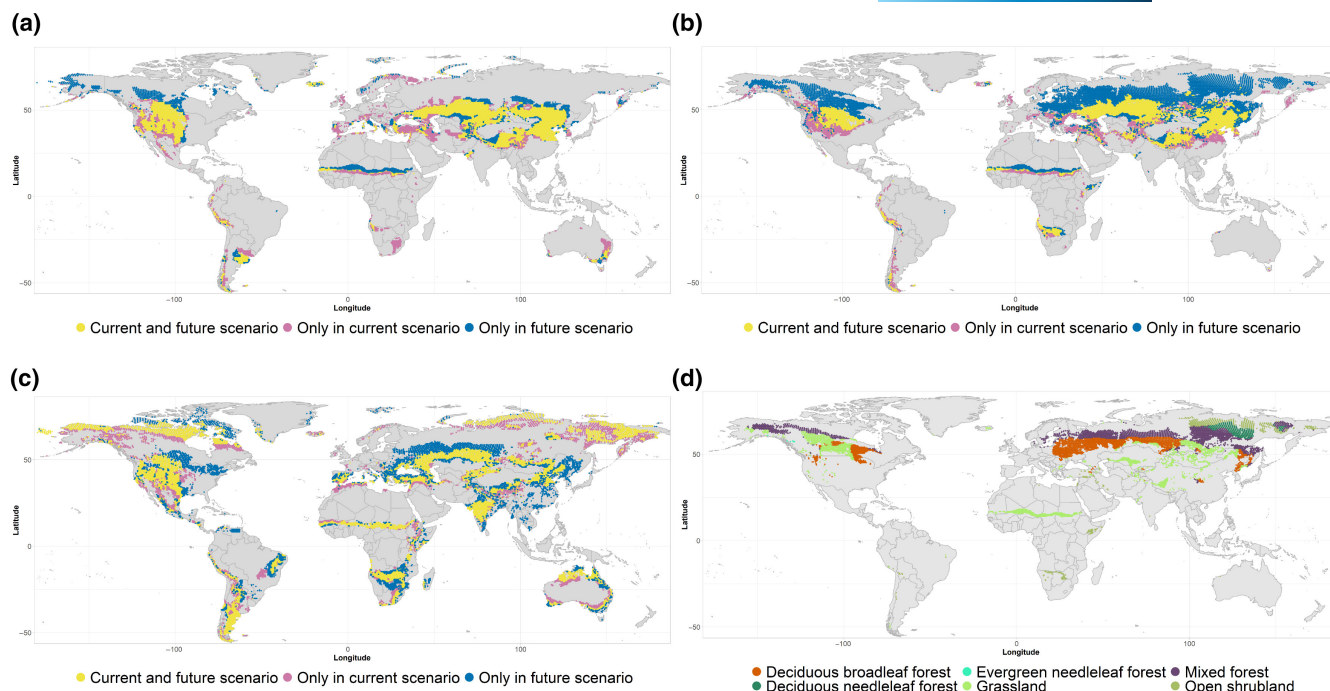 (a)
(b)
50
0
−50
Latitude
−100
0
100
Longitude
Current and future scenario Only in current scenario Only in future scenario
50
0
−50
Latitude
−100
0
100
Longitude
Current and future scenario Only in current scenario Only in future scenario
(c)
(d)
50
0
−50
Latitude
−100
0
100
Longitude
Current and future scenario Only in current scenario Only in future scenario
50
0
−50
Latitude
−100
0
100
Longitude
Deciduous broadleaf forest Evergreen needleleaf forest Mixed forest
Deciduous needleleaf forest Grassland Open shrubland